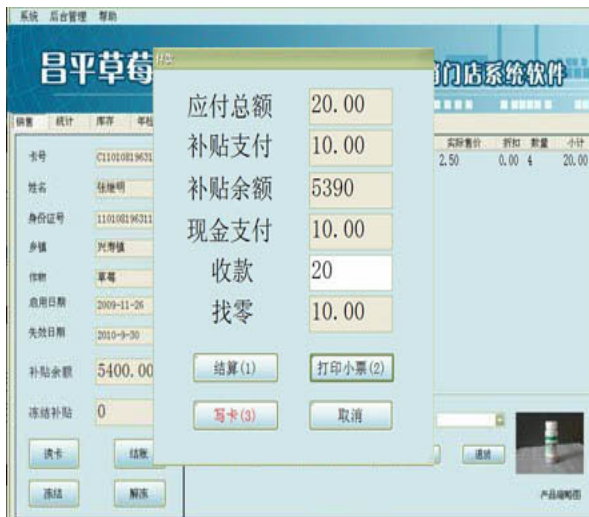 系统 后台管理 帮助
昌平草莓
门店系统软件
付款
销售 统计 库存
实际售价 折扣 数量 小计
2.50 0.00 4 20.00
应付总额 20.00
补贴支付 10.00
补贴余额 5390
现金支付 10.00
收款 20
找零 10.00
结算(1) 打印小票(2)
写卡(3) 取消
卡号 C1101081963
姓名 张继明
身份证号 110108196311
乡镇 兴寿镇
作物 草莓
启用日期 2009-11-26
失效日期 2010-9-30
补贴余额 5400.00
冻结补贴 0
读卡 结账
冻结 解冻
退出
产品缩略图